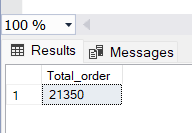 100 %
Results Messages
Total_order
1 21350